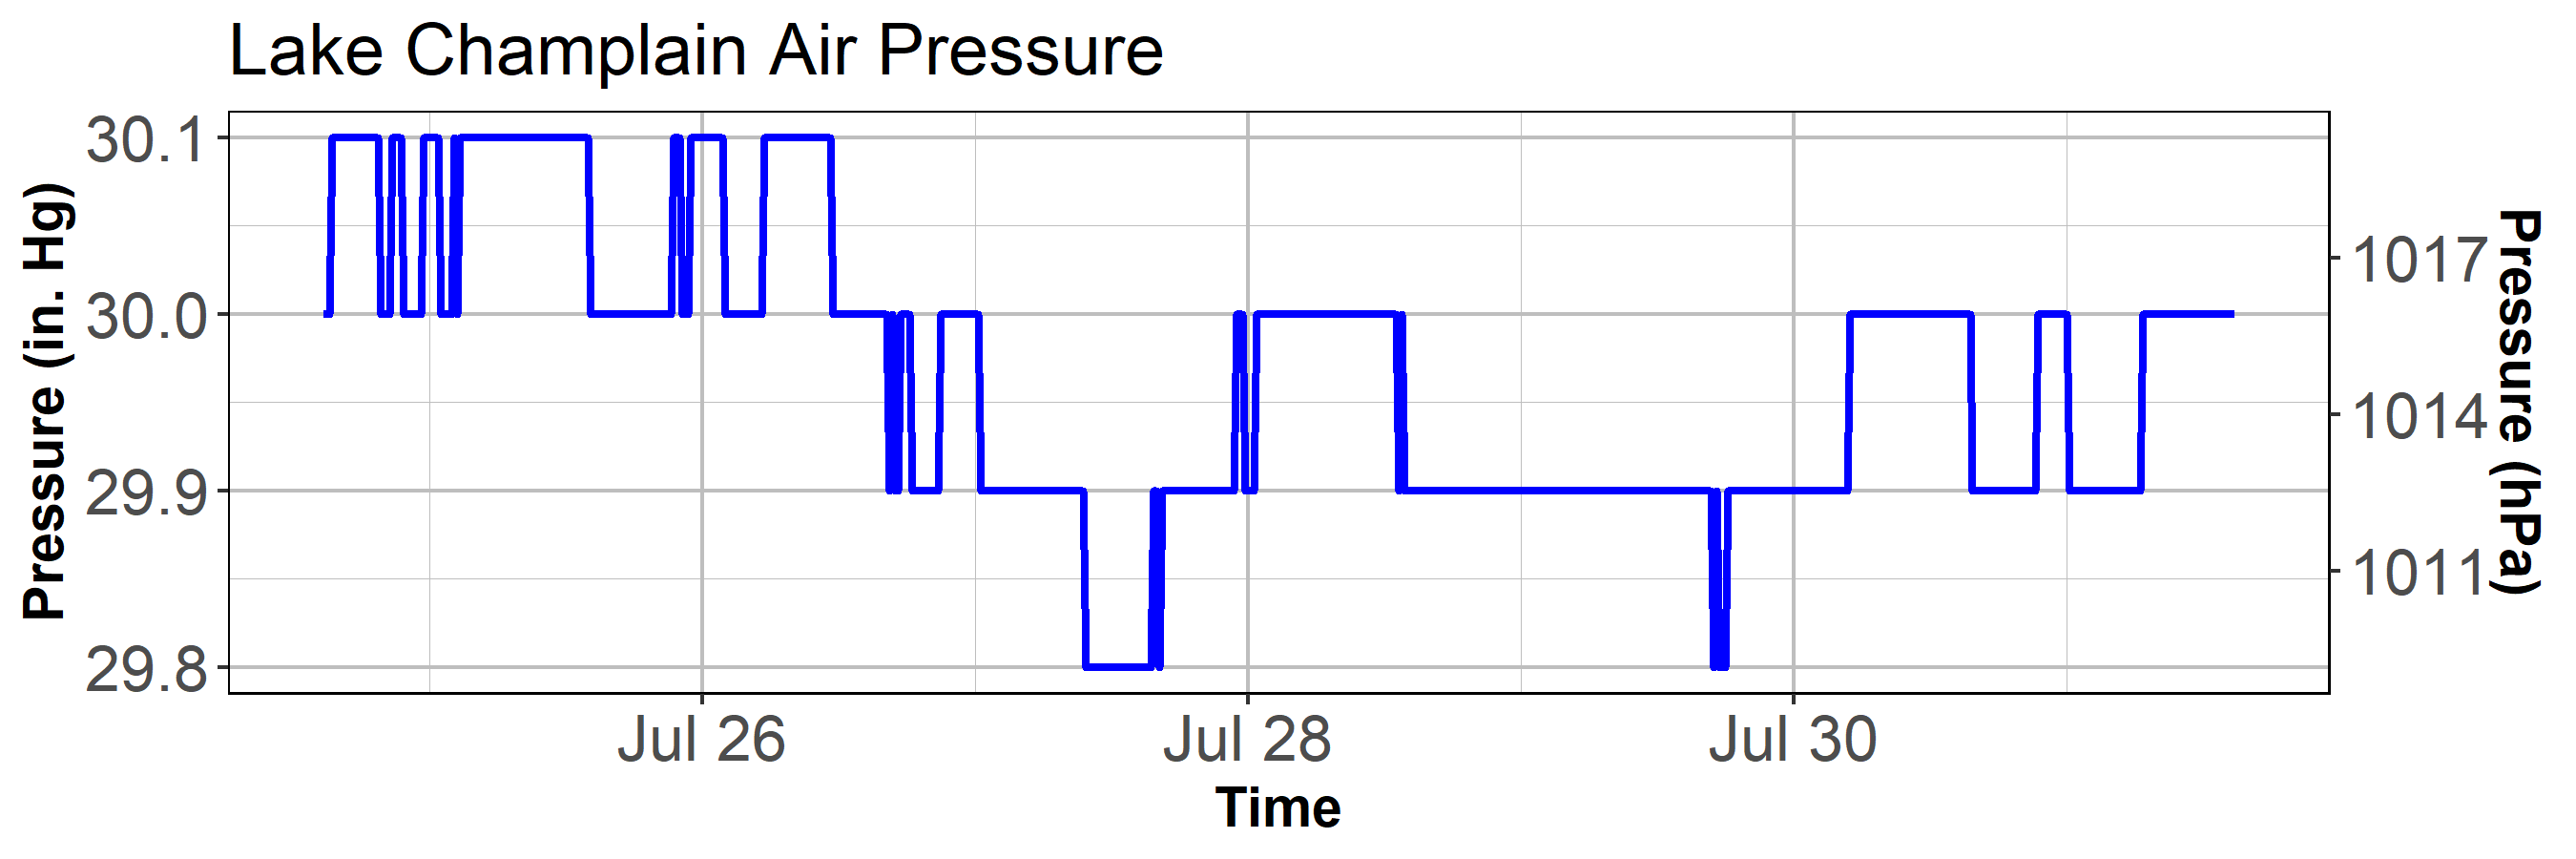 Lake Champlain Air Pressure
Pressure (in. Hg)
30.1
30.0
29.9
29.8
1017
1014
1011
Pressure (hPa)
Jul 26
Jul 28
Jul 30
Time